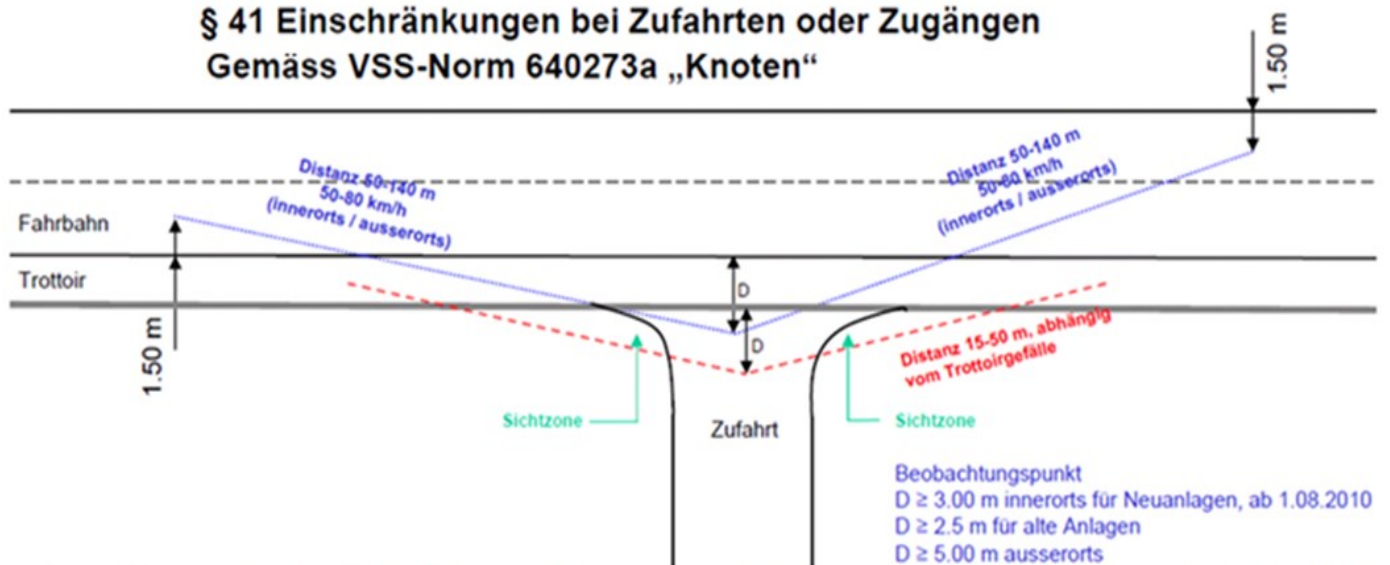 § 41 Einschränkungen bei Zufahrten oder Zugängen
Gemäss VSS-Norm 640273a „Knoten“
1.50 m
Distanz 50-140 m
50-80 km/h
(innerorts / ausserorts)
Distanz 50-140 m
50-80 km/h
(innerorts / ausserorts)
Fahrbahn
Trottoir
D
D
1.50 m
Distanz 15-50 m, abhängig
vom Trottoirgefälle
Sichtzone
Zufahrt
Sichtzone
Beobachtungspunkt
D ≥ 3.00 m innerorts für Neuanlagen, ab 1.08.2010
D ≥ 2.5 m für alte Anlagen
D ≥ 5.00 m ausserorts